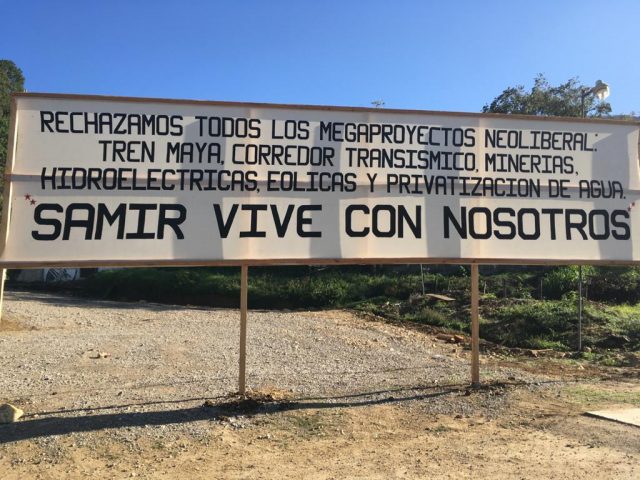 RECHAZAMOS TODOS LOS MEGAPROYECTOS NEOLIBERAL:
TREN MAYA, CORREDOR TRANSISMICO, MINERIAS,
HIDROELECTRICAS, EOLICAS Y PRIVATIZACION DE AGUA.
"SAMIR VIVE CON NOSOTROS"